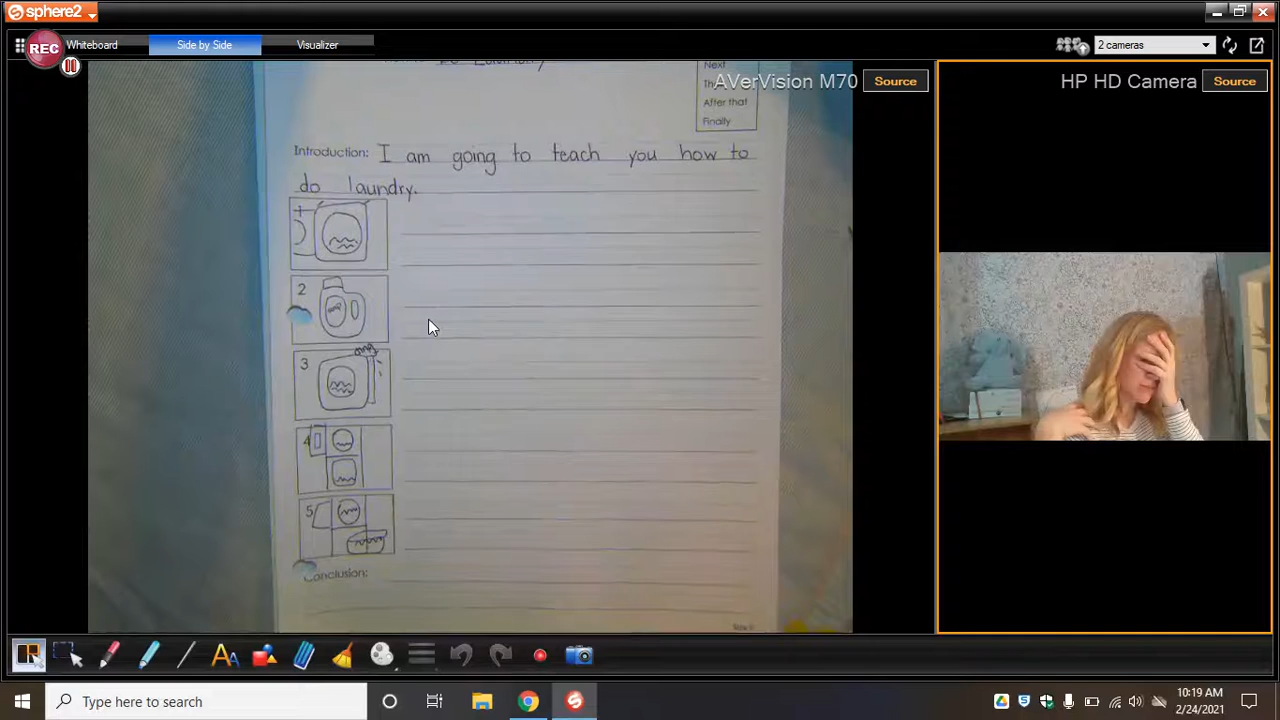 sphere2
REC
Whiteboard
Side by Side
Visualizer
2 cameras
AVerVision M70
Source
HP HD Camera
Source
Next
After that
Finally
Introduction: I am going to teach you how to
do laundry.
1
2
3
4
5
Conclusion:
Type here to search
10:19 AM
2/24/2021